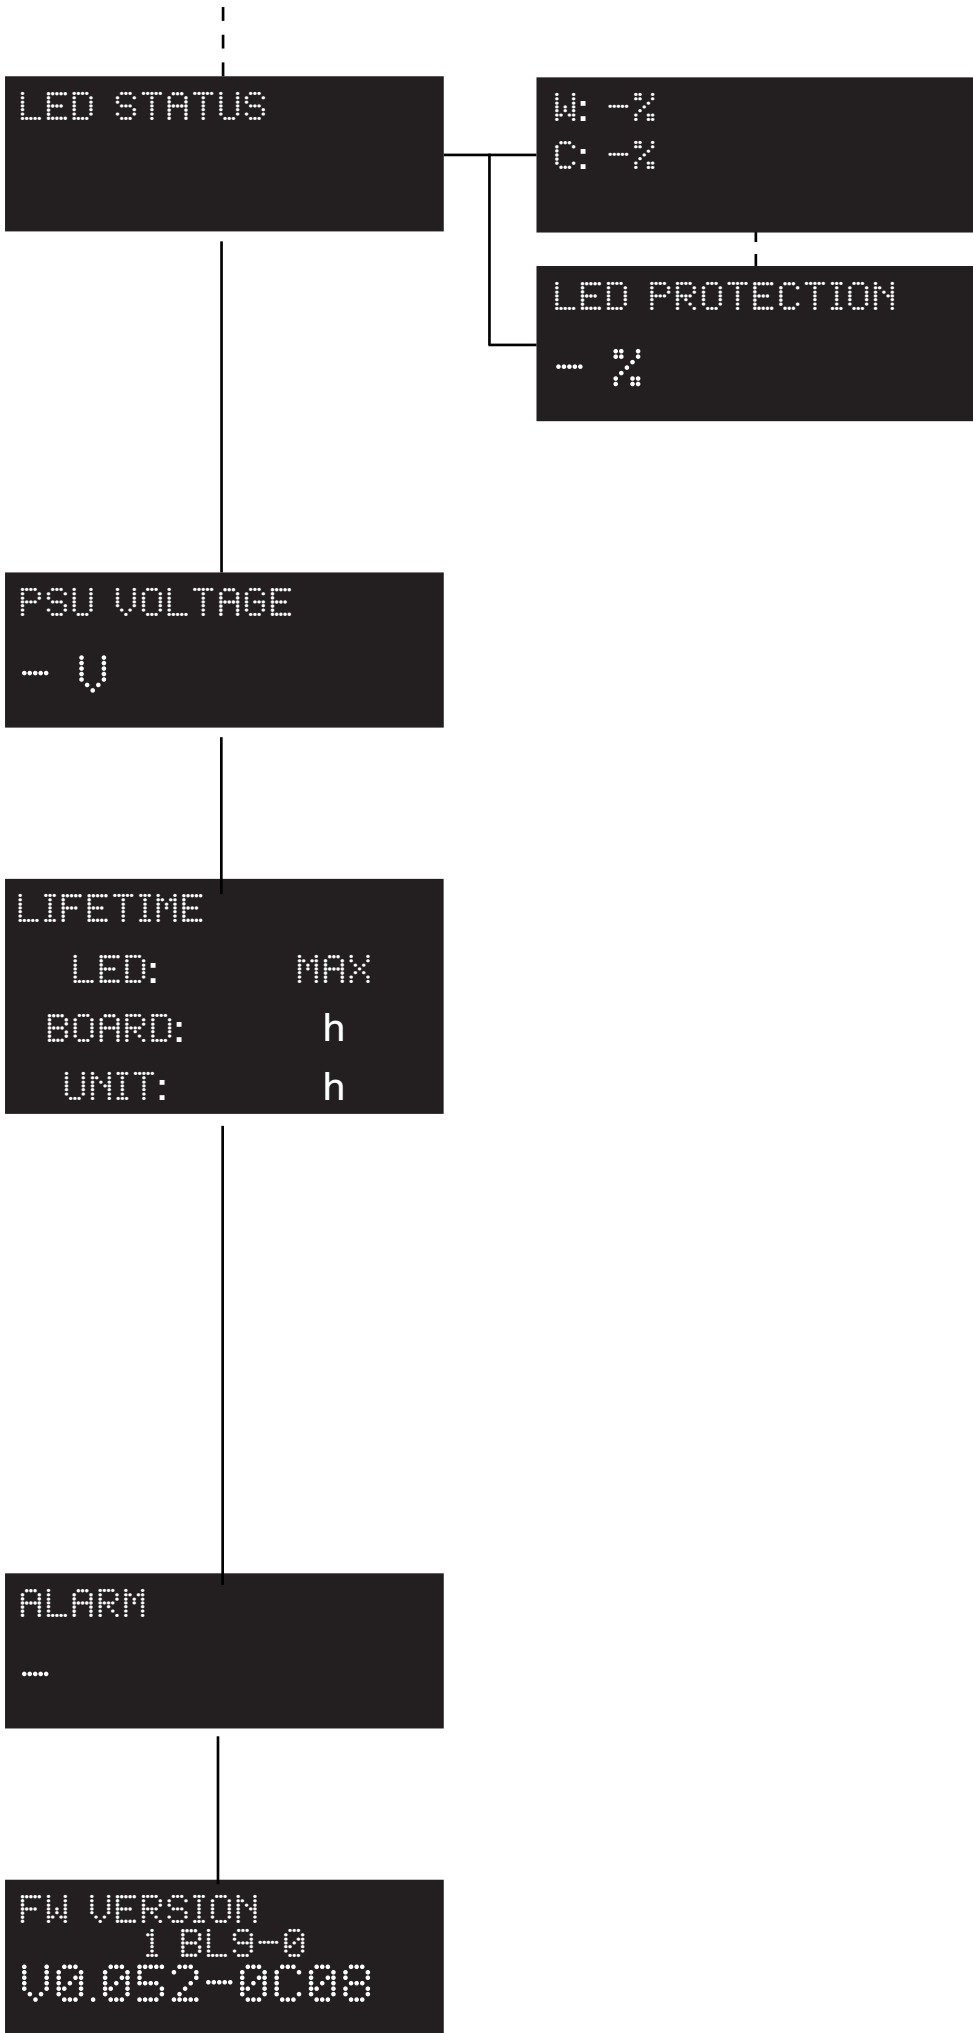 LED STATUS
W: -%
C: -%
LED PROTECTION
- %
PSU VOLTAGE
- V
LIFETIME
LED: MAX
BOARD: h
UNIT: h
ALARM
-
FW VERSION
1 BL9-0
V0.052-0C08